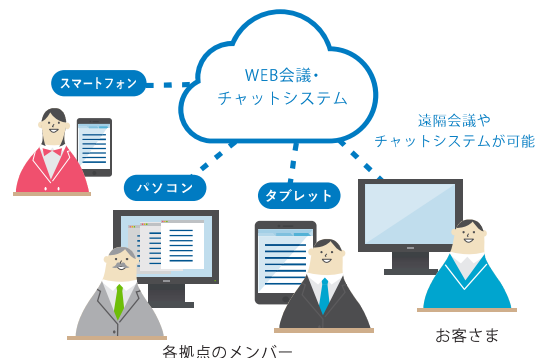 WEB会議・
チャットシステム
スマートフォン
遠隔会議や
チャットシステムが可能
パソコン
タブレット
お客さま
各拠点のメンバー